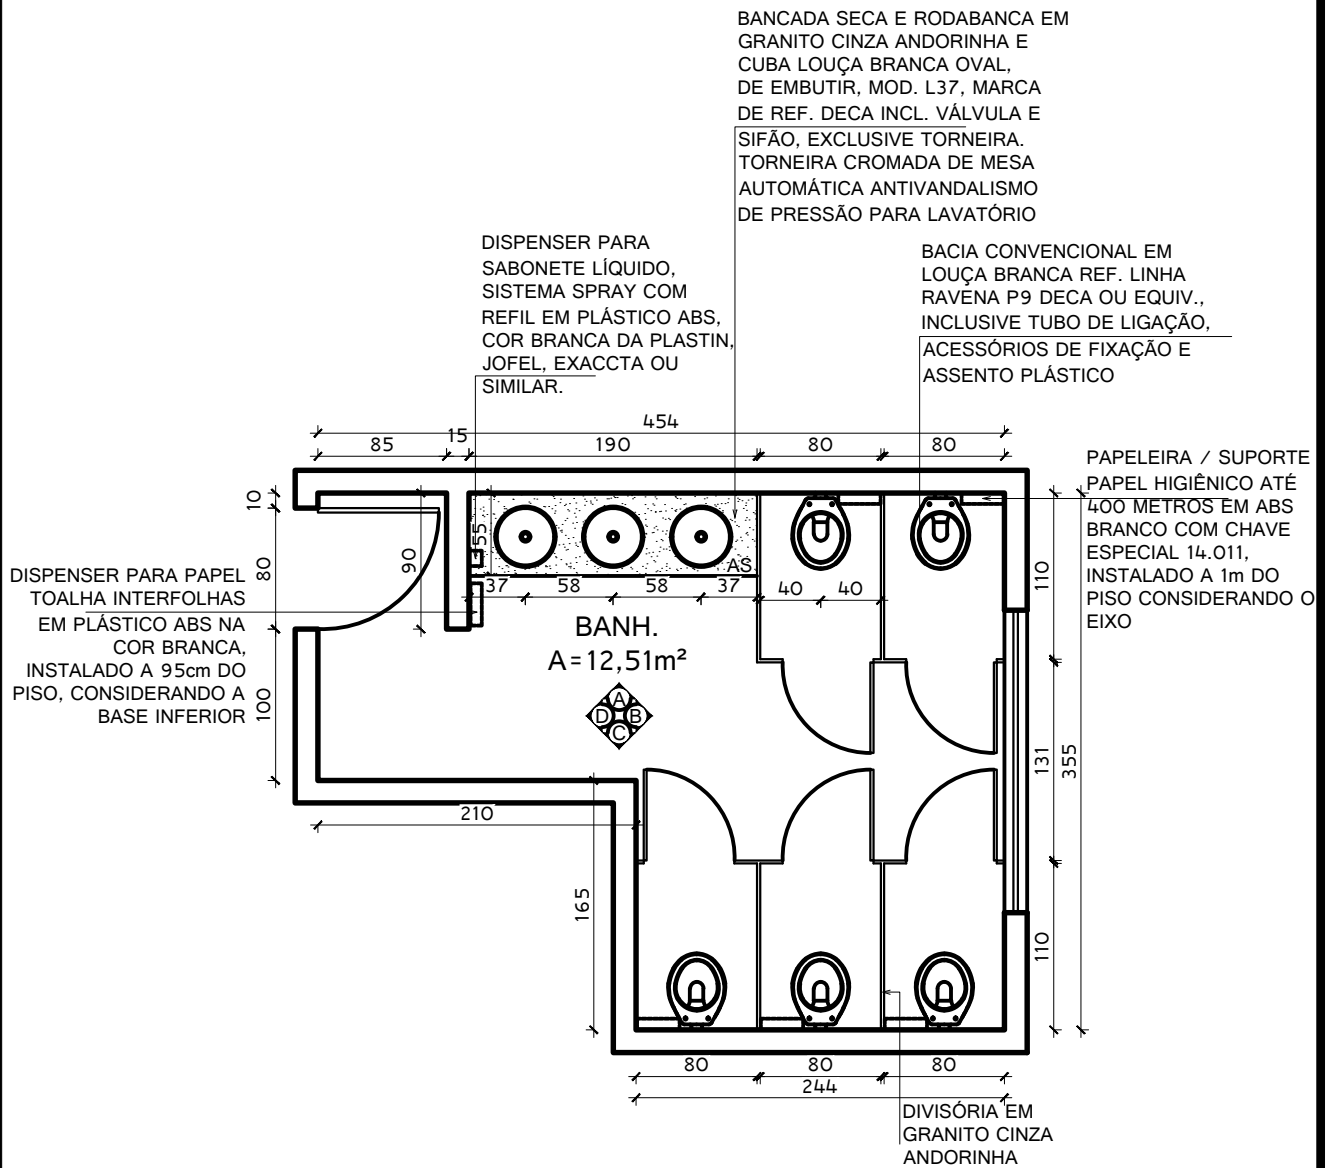 BANCADA SECA E RODABANCA EM
GRANITO CINZA ANDORINHA E
CUBA LOUÇA BRANCA OVAL,
DE EMBUTIR, MOD. L37, MARCA
DE REF. DECA INCL. VÁLVULA E
SIFÃO, EXCLUSIVE TORNEIRA.
TORNEIRA CROMADA DE MESA
AUTOMÁTICA ANTIVANDALISMO
DE PRESSÃO PARA LAVATÓRIO
DISPENSER PARA
SABONETE LÍQUIDO,
SISTEMA SPRAY COM
REFIL EM PLÁSTICO ABS,
COR BRANCA DA PLASTIN,
JOFEL, EXACCTA OU
SIMILAR.
BACIA CONVENCIONAL EM
LOUÇA BRANCA REF. LINHA
RAVENA P9 DECA OU EQUIV.,
INCLUSIVE TUBO DE LIGAÇÃO,
ACESSÓRIOS DE FIXAÇÃO E
ASSENTO PLÁSTICO
454
85
15
190
80
80
PAPELEIRA / SUPORTE
PAPEL HIGIÊNICO ATÉ
400 METROS EM ABS
BRANCO COM CHAVE
ESPECIAL 14.011,
INSTALADO A 1m DO
PISO CONSIDERANDO O
EIXO
10
80
90
55
AS
37
58
58
37
40
40
110
DISPENSER PARA PAPEL
TOALHA INTERFOLHAS
EM PLÁSTICO ABS NA
COR BRANCA,
INSTALADO A 95cm DO
PISO, CONSIDERANDO A
BASE INFERIOR
100
BANH.
A=12,51m²
A
D
B
C
131
355
210
165
110
80
80
80
244
DIVISÓRIA EM
GRANITO CINZA
ANDORINHA